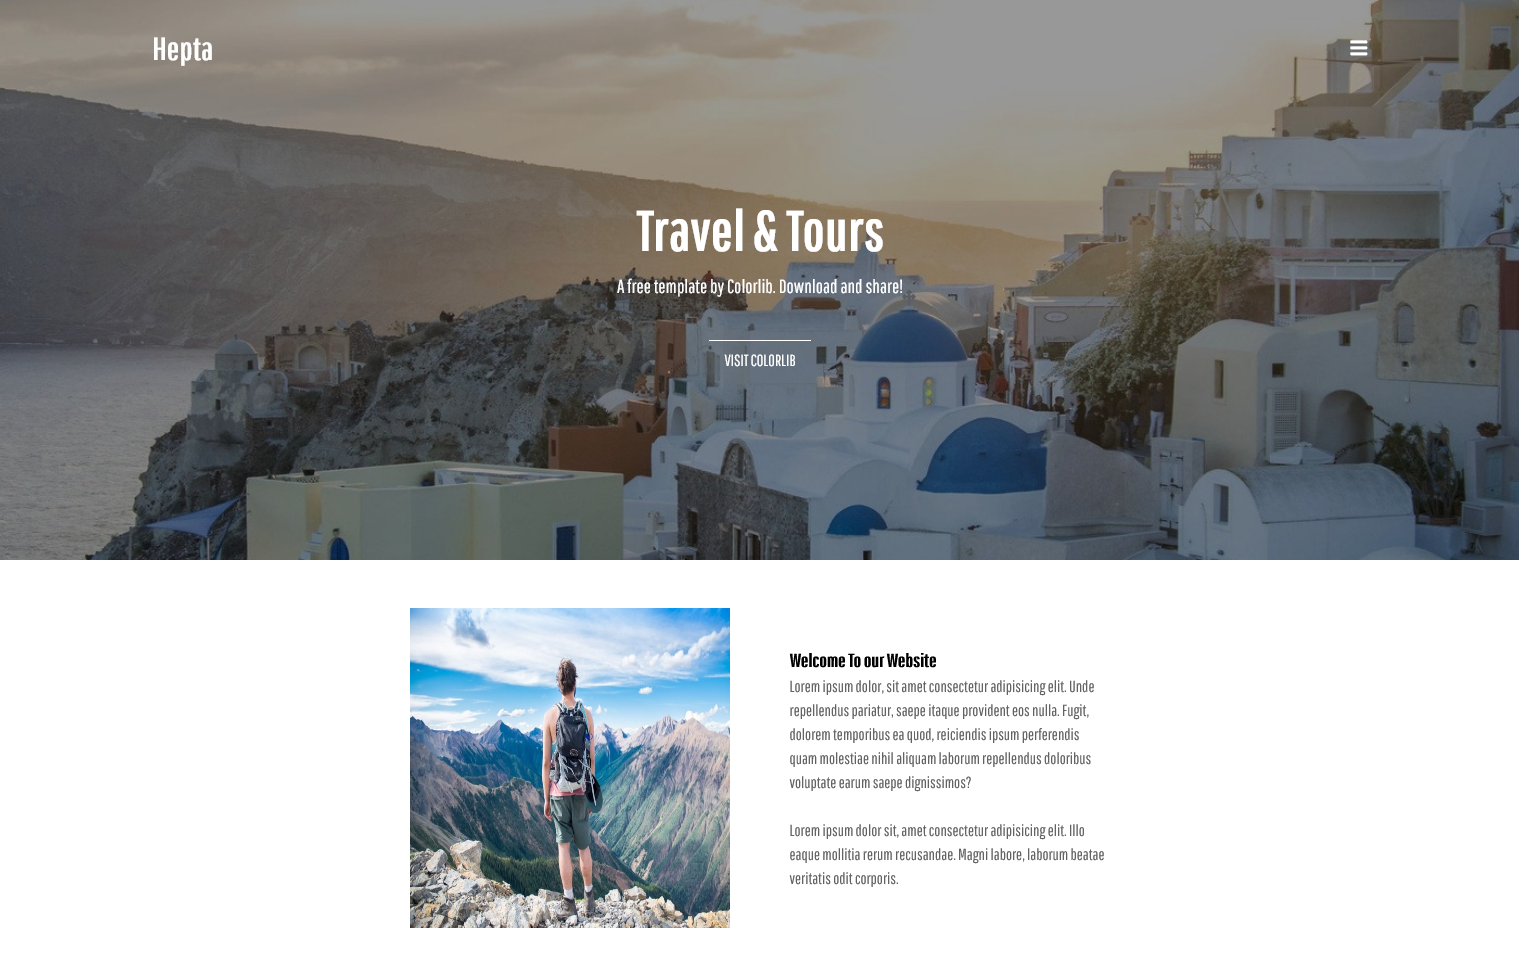 Hepta
Travel & Tours
A free template by Colorlib. Download and share!
VISIT COLORLIB
Welcome To our Website
Lorem ipsum dolor, sit amet consectetur adipisicing elit. Unde
repellendus pariatur, saepe itaque provident eos nulla. Fugit,
dolorem temporibus ea quod, reiciendis ipsum perferendis
quam molestiae nihil aliquam laborum repellendus doloribus
voluptate earum saepe dignissimos?
Lorem ipsum dolor sit, amet consectetur adipisicing elit. Illo
eaque mollitia rerum recusandae. Magni labore, laborum beatae
veritatis odit corporis.